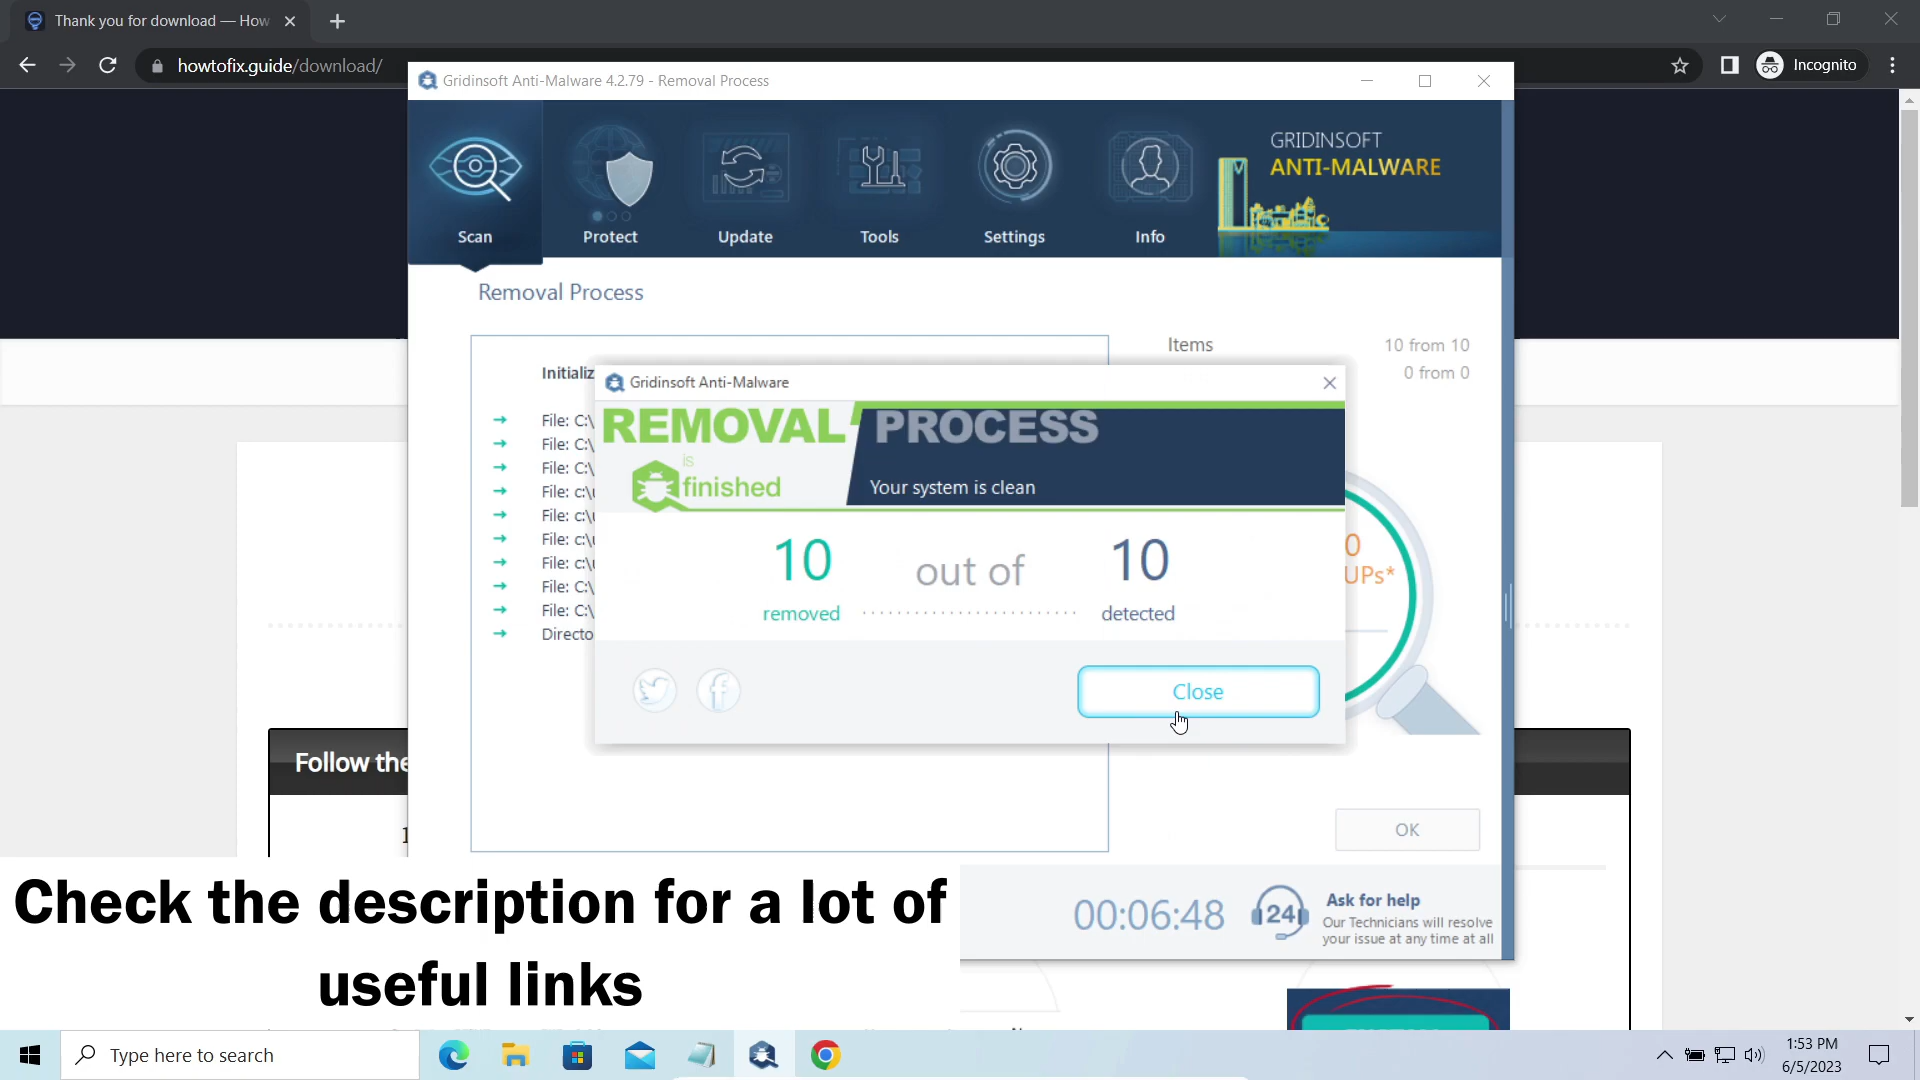 Thank you for download — How
howtofix.guide/download/
Incognito
Gridinsoft Anti-Malware 4.2.79 - Removal Process
Scan
Protect
Update
Tools
Settings
Info
GRIDINSOFT
ANTI-MALWARE
Removal Process
Items
10 from 10
0 from 0
Initializ
File: C:\
File: C:\
File: C:\
File: c:\u
File: c:\u
File: c:\u
File: c:\u
File: C:\
File: C:\
Directo
Gridinsoft Anti-Malware
REMOVAL PROCESS
is
finished
Your system is clean
10 out of 10
removed
detected
0
UPs*
Close
OK
Follow the
1
00:06:48
24
Ask for help
Our Technicians will resolve
your issue at any time at all
Check the description for a lot of
useful links
Type here to search
1:53 PM
6/5/2023